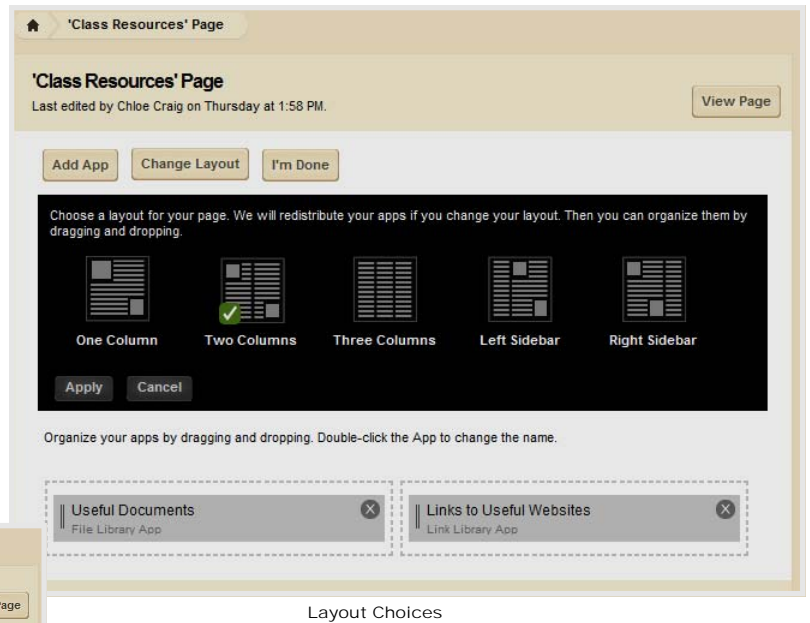 'Class Resources' Page
'Class Resources' Page
Last edited by Chloe Craig on Thursday at 1:58 PM.
View Page
Add App
Change Layout
I'm Done
Choose a layout for your page. We will redistribute your apps if you change your layout. Then you can organize them by
dragging and dropping.
One Column
Two Columns
Three Columns
Left Sidebar
Right Sidebar
Apply
Cancel
Organize your apps by dragging and dropping. Double-click the App to change the name.
Useful Documents
File Library App
Links to Useful Websites
Link Library App
Page
Layout Choices